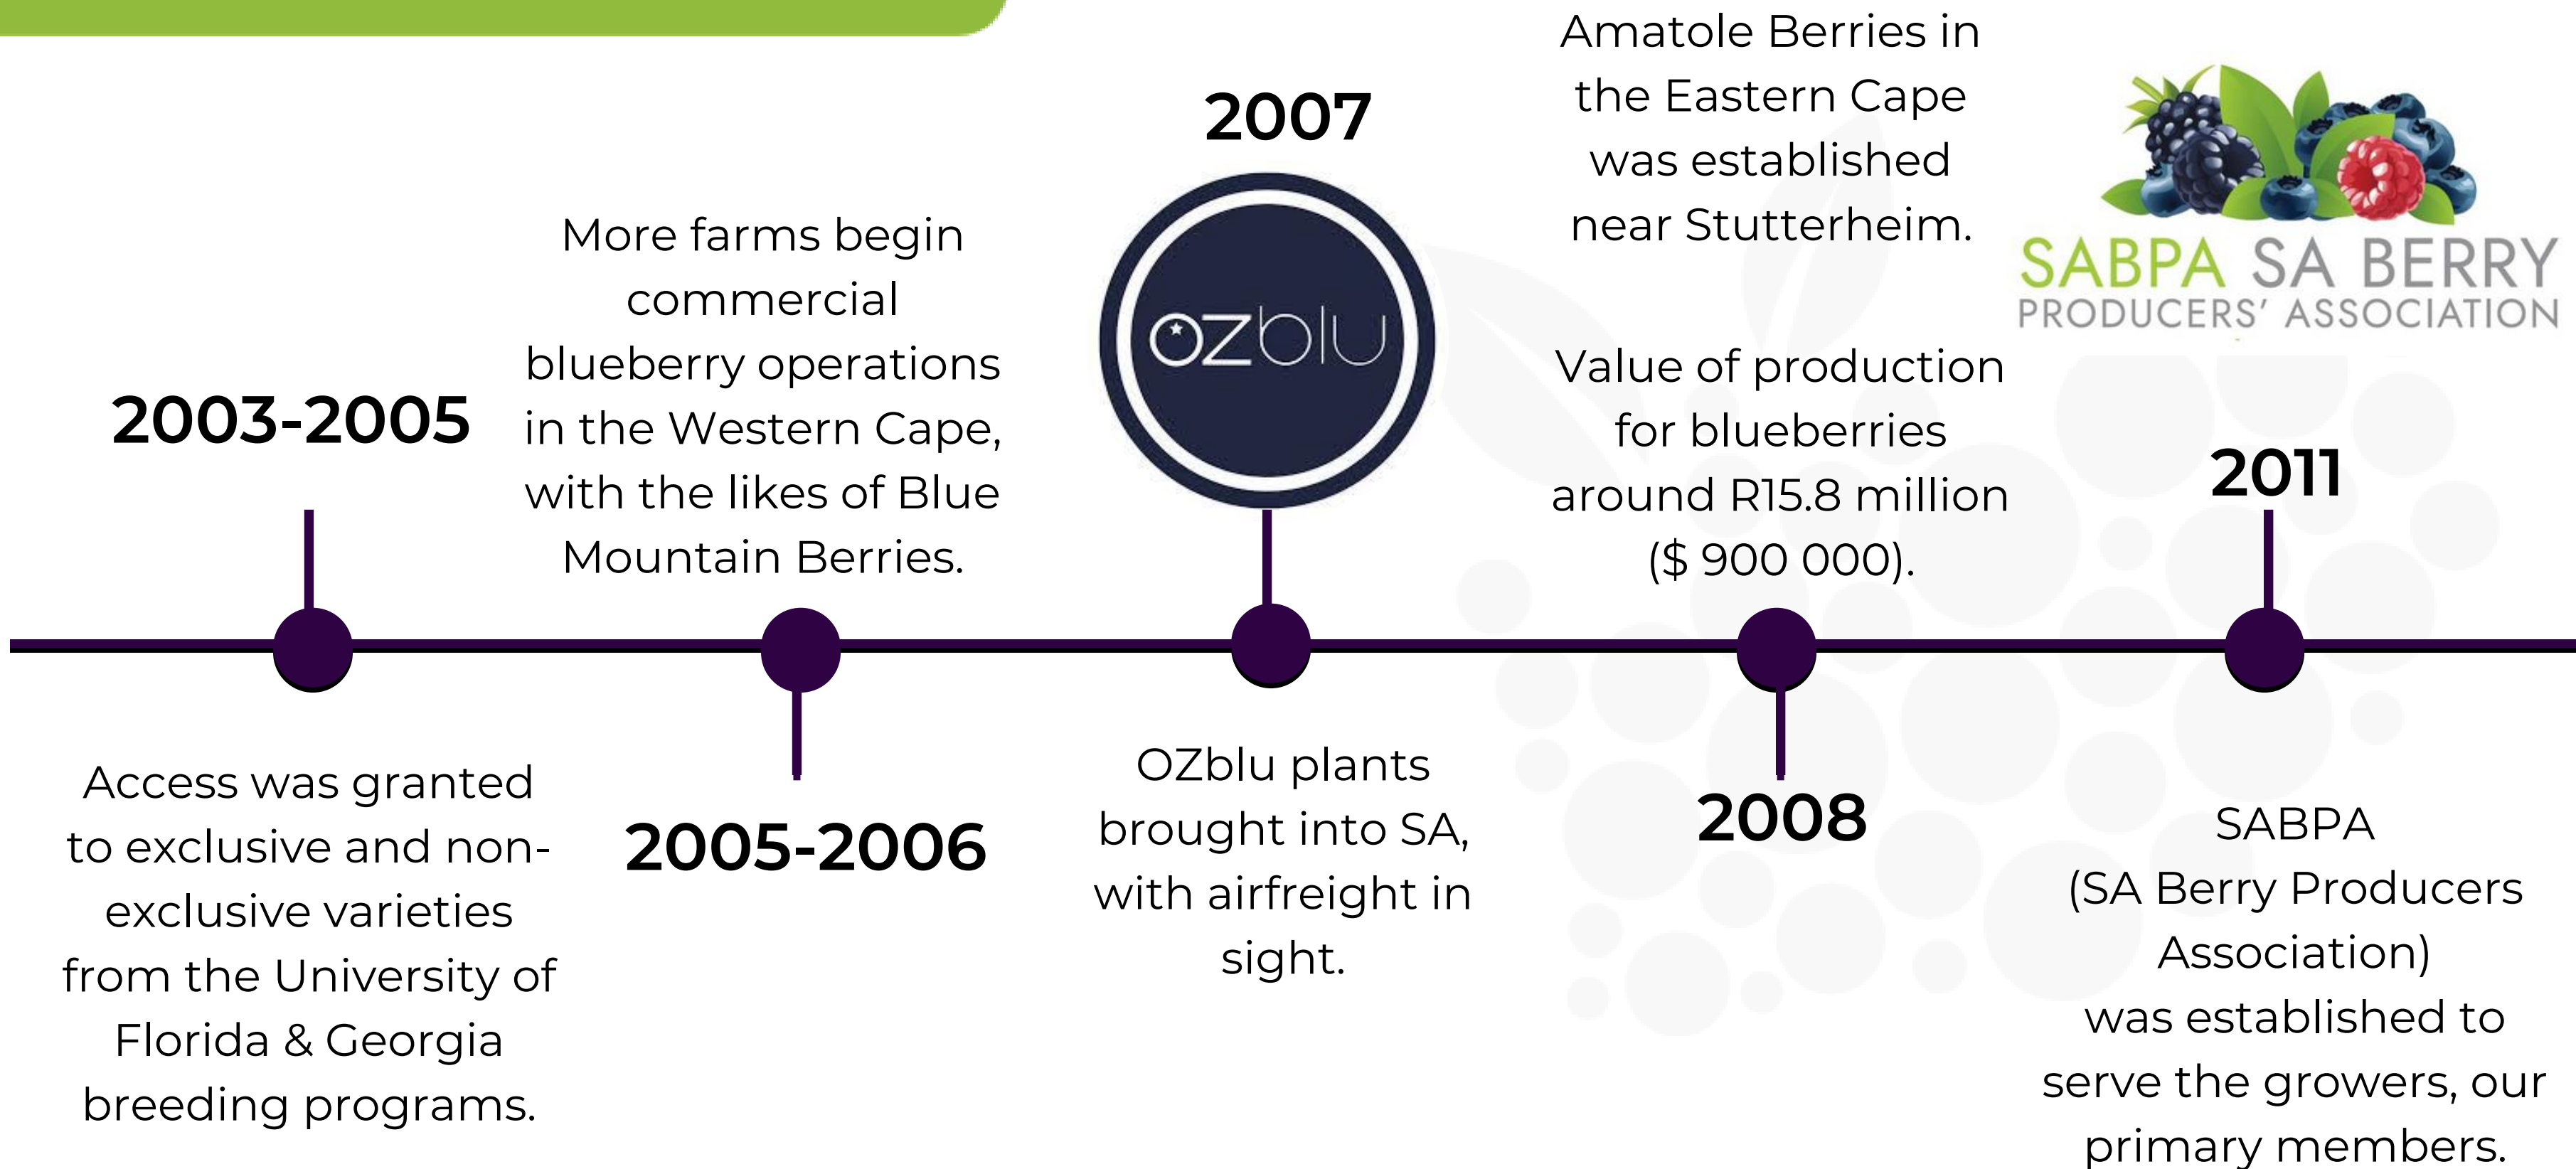 2003-2005
Access was granted
to exclusive and non-
exclusive varieties
from the University of
Florida & Georgia
breeding programs.
More farms begin
commercial
blueberry operations
in the Western Cape,
with the likes of Blue
Mountain Berries.
2005-2006
2007
OZblu
OZblu plants
brought into SA,
with airfreight in
sight.
Amatole Berries in
the Eastern Cape
was established
near Stutterheim.
Value of production
for blueberries
around R15.8 million
($ 900 000).
2008
SABPA SA BERRY
PRODUCERS' ASSOCIATION
2011
SABPA
(SA Berry Producers
Association)
was established to
serve the growers, our
primary members.